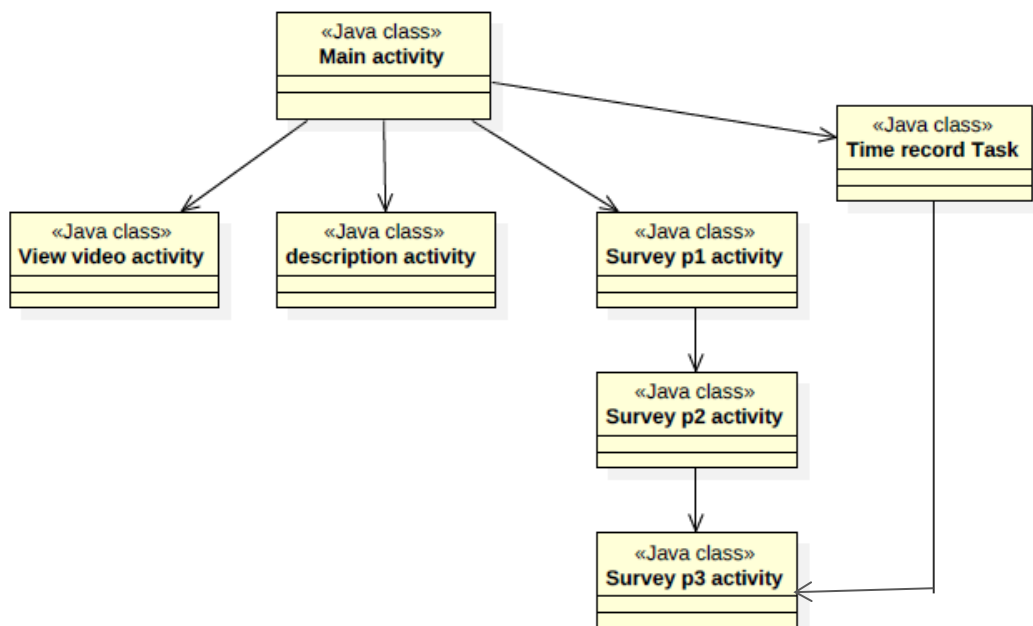 «Java class»
Main activity
«Java class»
Time record Task
«Java class»
View video activity
«Java class»
description activity
«Java class»
Survey p1 activity
«Java class»
Survey p2 activity
«Java class»
Survey p3 activity